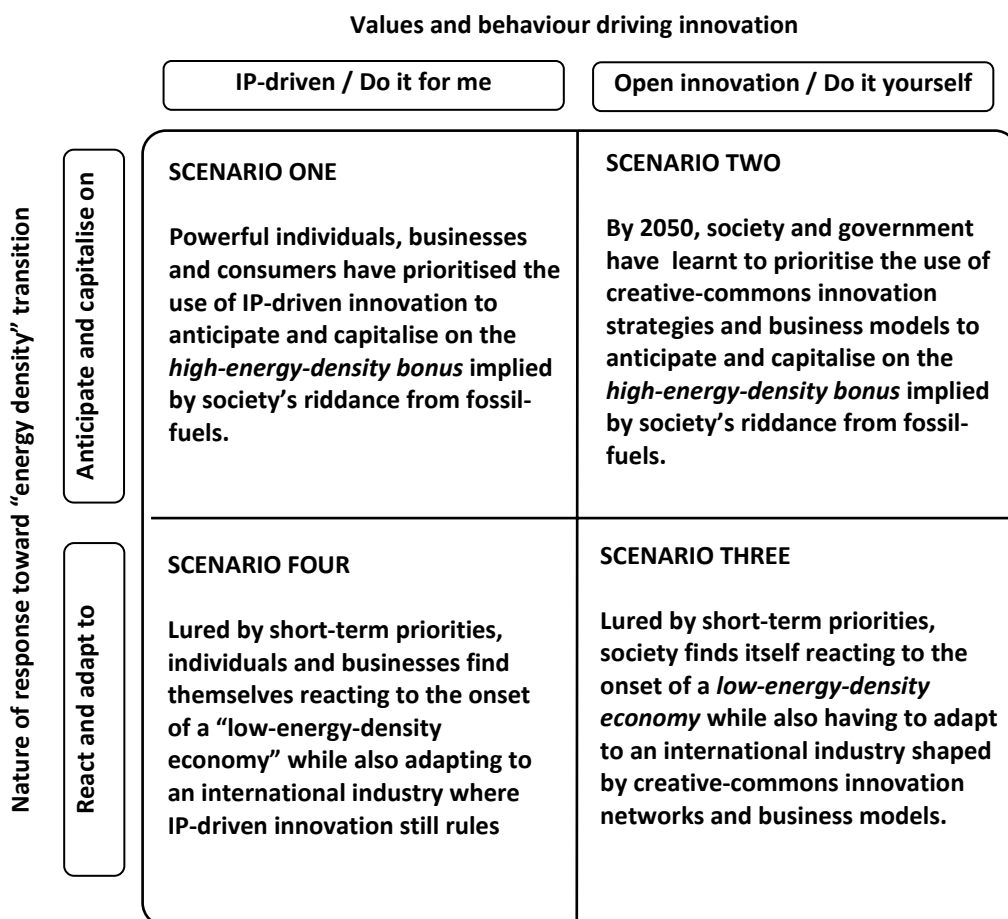 Values and behaviour driving innovation
IP-driven / Do it for me
Open innovation / Do it yourself
Nature of response toward “energy density” transition
Anticipate and capitalise on
SCENARIO ONE
Powerful individuals, businesses
and consumers have prioritised the
use of IP-driven innovation to
anticipate and capitalise on the
high-energy-density bonus implied
by society’s riddance from fossil-
fuels.
SCENARIO TWO
By 2050, society and government
have learnt to prioritise the use of
creative-commons innovation
strategies and business models to
anticipate and capitalise on the
high-energy-density bonus implied
by society’s riddance from fossil-
fuels.
React and adapt to
SCENARIO FOUR
Lured by short-term priorities,
individuals and businesses find
themselves reacting to the onset
of a “low-energy-density
economy” while also adapting to
an international industry where
IP-driven innovation still rules
SCENARIO THREE
Lured by short-term priorities,
society finds itself reacting to the
onset of a low-energy-density
economy while also having to adapt
to an international industry shaped
by creative-commons innovation
networks and business models.